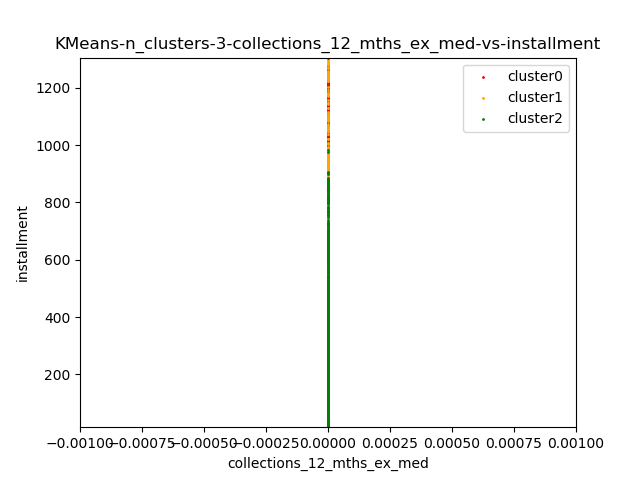 KMeans-n_clusters-3-collections_12_mths_ex_med-vs-installment
cluster0
cluster1
cluster2
1200
1000
800
600
400
200
installment
−0.00100 −0.00075 −0.00050 −0.00025 0.00000 0.00025 0.00050 0.00075 0.00100
collections_12_mths_ex_med